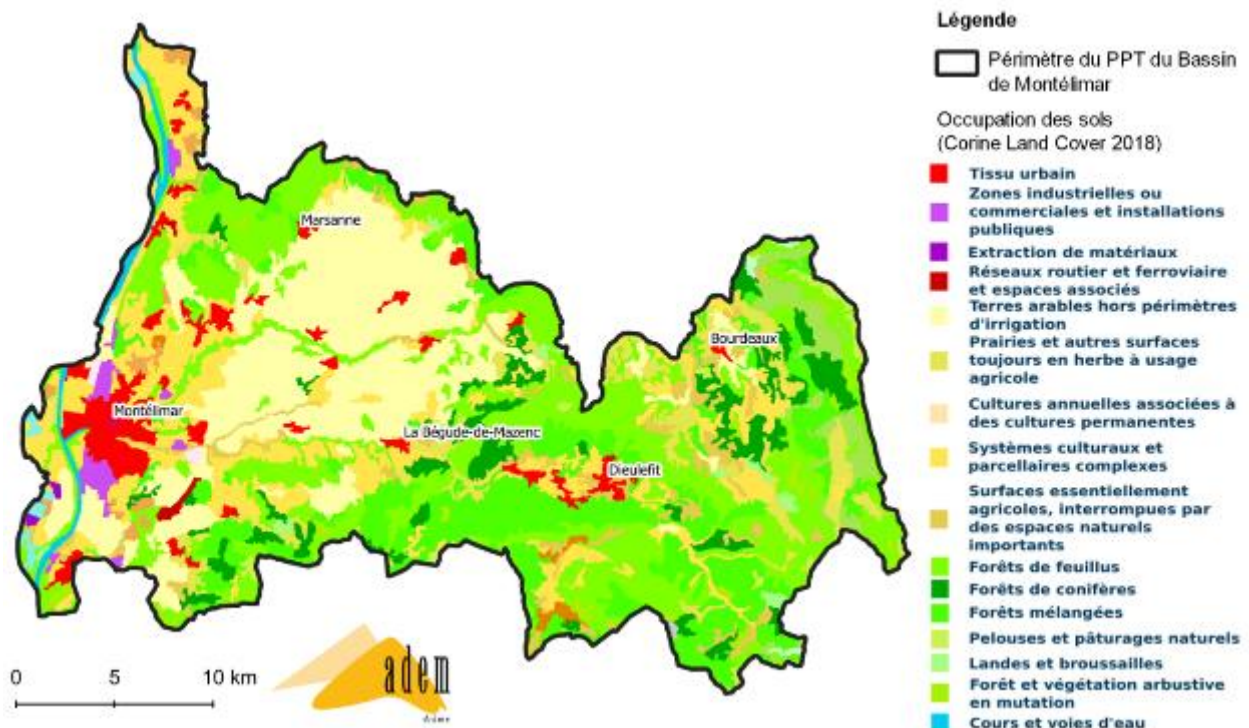 Légende
Périmètre du PPT du Bassin
de Montélimar
Occupation des sols
(Corine Land Cover 2018)
Tissu urbain
Zones industrielles ou
commerciales et installations
publiques
Extraction de matériaux
Réseaux routier et ferroviaire
et espaces associés
Terres arables hors périmètres
d'irrigation
Prairies et autres surfaces
toujours en herbe à usage
agricole
Cultures annuelles associées à
des cultures permanentes
Systèmes culturaux et
parcellaires complexes
Surfaces essentiellement
agricoles, interrompues par
des espaces naturels
importants
Forêts de feuillus
Forêts de conifères
Forêts mélangées
Pelouses et pâturages naturels
Landes et broussailles
Forêt et végétation arbustive
en mutation
Cours et voies d'eau
Marsanne
Bourdeaux
Montélimar
La Bégude-de-Mazenc
Dieulefit
0 5 10 km
adem